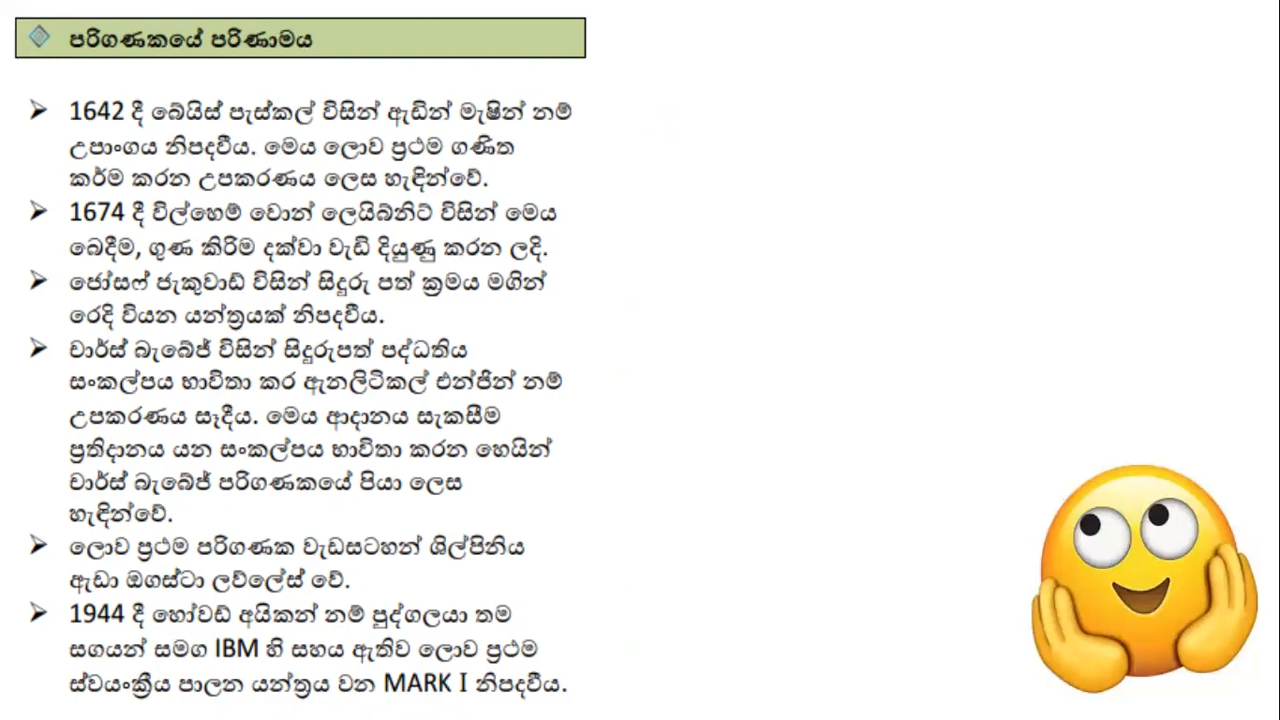 පරිගණකයේ පරිණාමය
1642 දී බේයිස් පැස්කල් විසින් ඇඩින් මැෂින් නම්
උපාංගය නිපදවීය. මෙය ලොව ප්‍රථම ගණිත
කර්ම කරන උපකරණය ලෙස හැඳින්වේ.
1674 දී විල්හෙම් වොන් ලෙයිබ්නිට් විසින් මෙය
බෙදීම, ගුණ කිරිම දක්වා වැඩි දියුණු කරන ලදි.
ජෝසෆ් ජැකුවාඩ් විසින් සිදුරු පත් ක්‍රමය මගින්
රෙදි වියන යන්ත්‍රයක් නිපදවීය.
චාර්ස් බැබේජ් විසින් සිදුරුපත් පද්ධතිය
සංකල්පය භාවිතා කර ඇනලිටිකල් එන්ජින් නම්
උපකරණය සෑදීය. මෙය ආදානය සැකසීම
ප්‍රතිදානය යන සංකල්පය භාවිතා කරන හෙයින්
චාර්ස් බැබේජ් පරිගණකයේ පියා ලෙස
හැඳින්වේ.
ලොව ප්‍රථම පරිගණක වැඩසටහන් ශිල්පිනිය
ඇඩා ඔගස්ටා ලව්ලේස් වේ.
1944 දී හෝවඩ් අයිකන් නම් පුද්ගලයා තම
සගයන් සමග IBM හි සහය ඇතිව ලොව ප්‍රථම
ස්වයංක්‍රීය පාලන යන්ත්‍රය වන MARK I නිපදවීය.